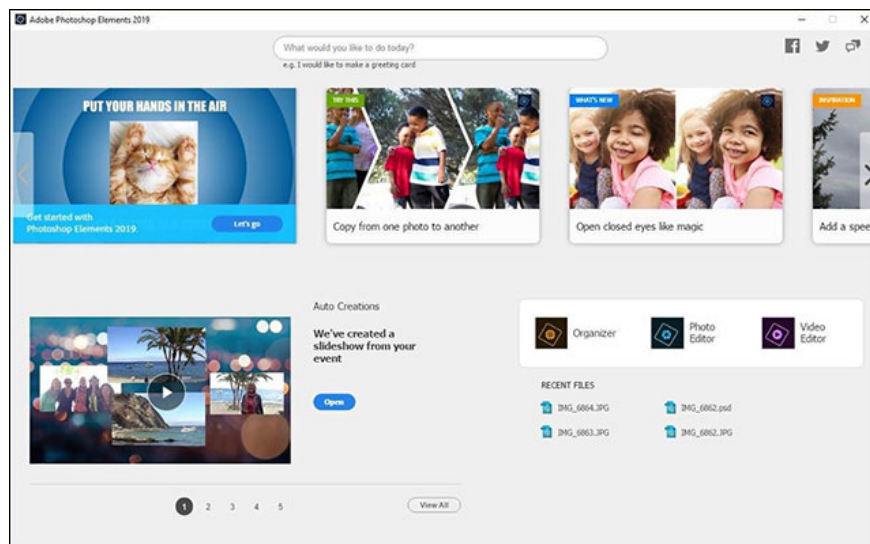 Adobe Photoshop Elements 2019
What would you like to do today?
e.g. I would like to make a greeting card
PUT YOUR HANDS IN THE AIR
Get started with
Photoshop Elements 2019.
Let's go
TRY THIS
Copy from one photo to another
WHAT'S NEW
Open closed eyes like magic
INSPIRATION
Add a spee
Auto Creations
We've created a
slideshow from your
event
Open
Organizer
Photo
Editor
Video
Editor
RECENT FILES
IMG_6864.JPG
IMG_6862.psd
IMG_6863.JPG
IMG_6862.JPG
1 2 3 4 5
View All